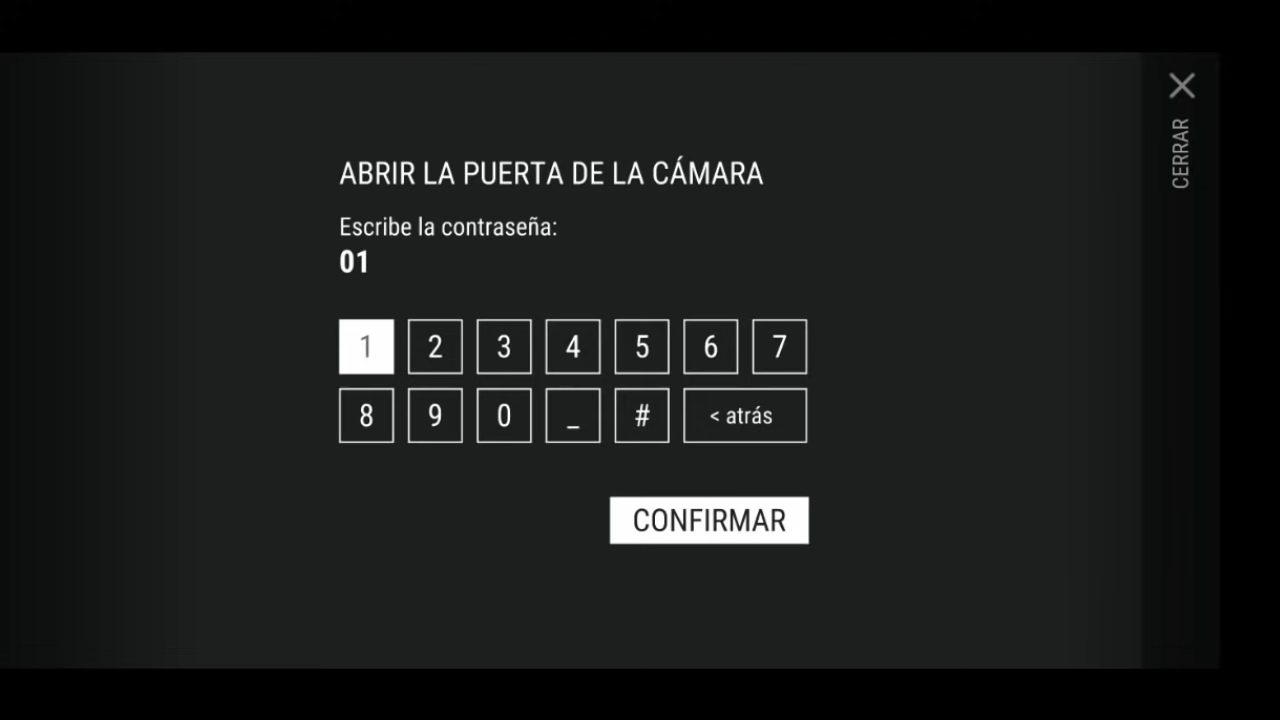 CERRAR
ABRIR LA PUERTA DE LA CÁMARA
Escribe la contraseña:
01
1 2 3 4 5 6 7
8 9 0 _ # < atrás
CONFIRMAR